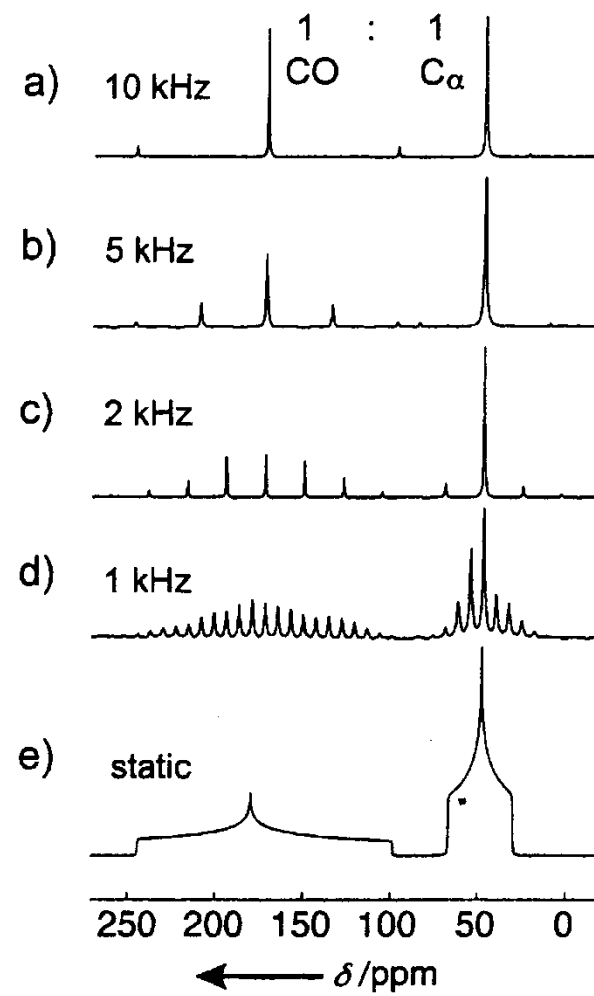 1 : 1
CO Cα
a) 10 kHz
b) 5 kHz
c) 2 kHz
d) 1 kHz
e) static
250 200 150 100 50 0
δ /ppm